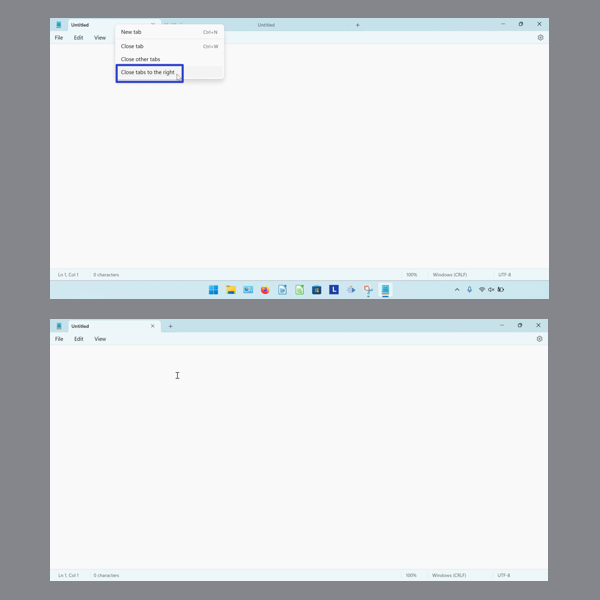 Untitled
Untitled
New tab Ctrl+N
File Edit View
Close tab Ctrl+W
Close other tabs
Close tabs to the right
Ln 1, Col 1 0 characters 100% Windows (CRLF) UTF-8
L
Untitled
File Edit View
Ln 1, Col 1 0 characters 100% Windows (CRLF) UTF-8